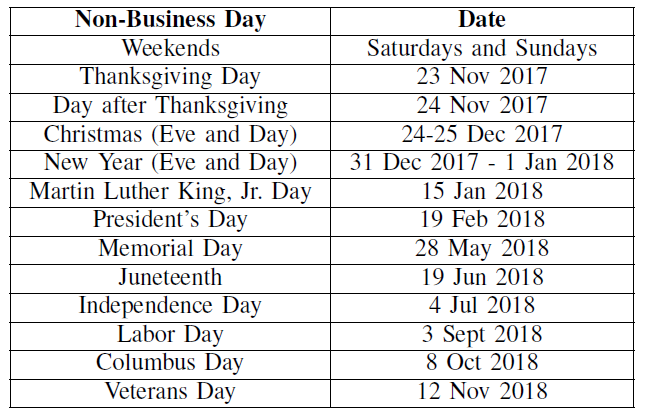 Non-Business Day Date
Weekends Saturdays and Sundays
Thanksgiving Day 23 Nov 2017
Day after Thanksgiving 24 Nov 2017
Christmas (Eve and Day) 24-25 Dec 2017
New Year (Eve and Day) 31 Dec 2017 - 1 Jan 2018
Martin Luther King, Jr. Day 15 Jan 2018
President's Day 19 Feb 2018
Memorial Day 28 May 2018
Juneteenth 19 Jun 2018
Independence Day 4 Jul 2018
Labor Day 3 Sept 2018
Columbus Day 8 Oct 2018
Veterans Day 12 Nov 2018